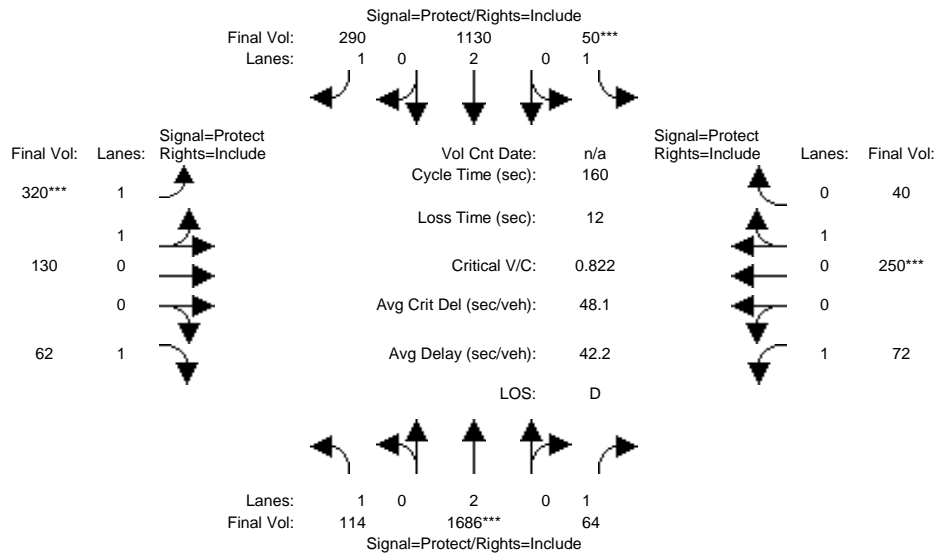 Signal=Protect/Rights=Include
Final Vol: 290 1130 50***
Lanes: 1 0 2 0 1
Signal=Protect Signal=Protect
Final Vol: Lanes: Rights=Include Vol Cnt Date: n/a Rights=Include Lanes: Final Vol:
Cycle Time (sec): 160
320*** 1 0 40
Loss Time (sec): 12
1 1
130 0 Critical V/C: 0.822 0 250***
0 Avg Crit Del (sec/veh): 48.1 0
62 1 Avg Delay (sec/veh): 42.2 1 72
LOS: D
Lanes: 1 0 2 0 1
Final Vol: 114 1686*** 64
Signal=Protect/Rights=Include